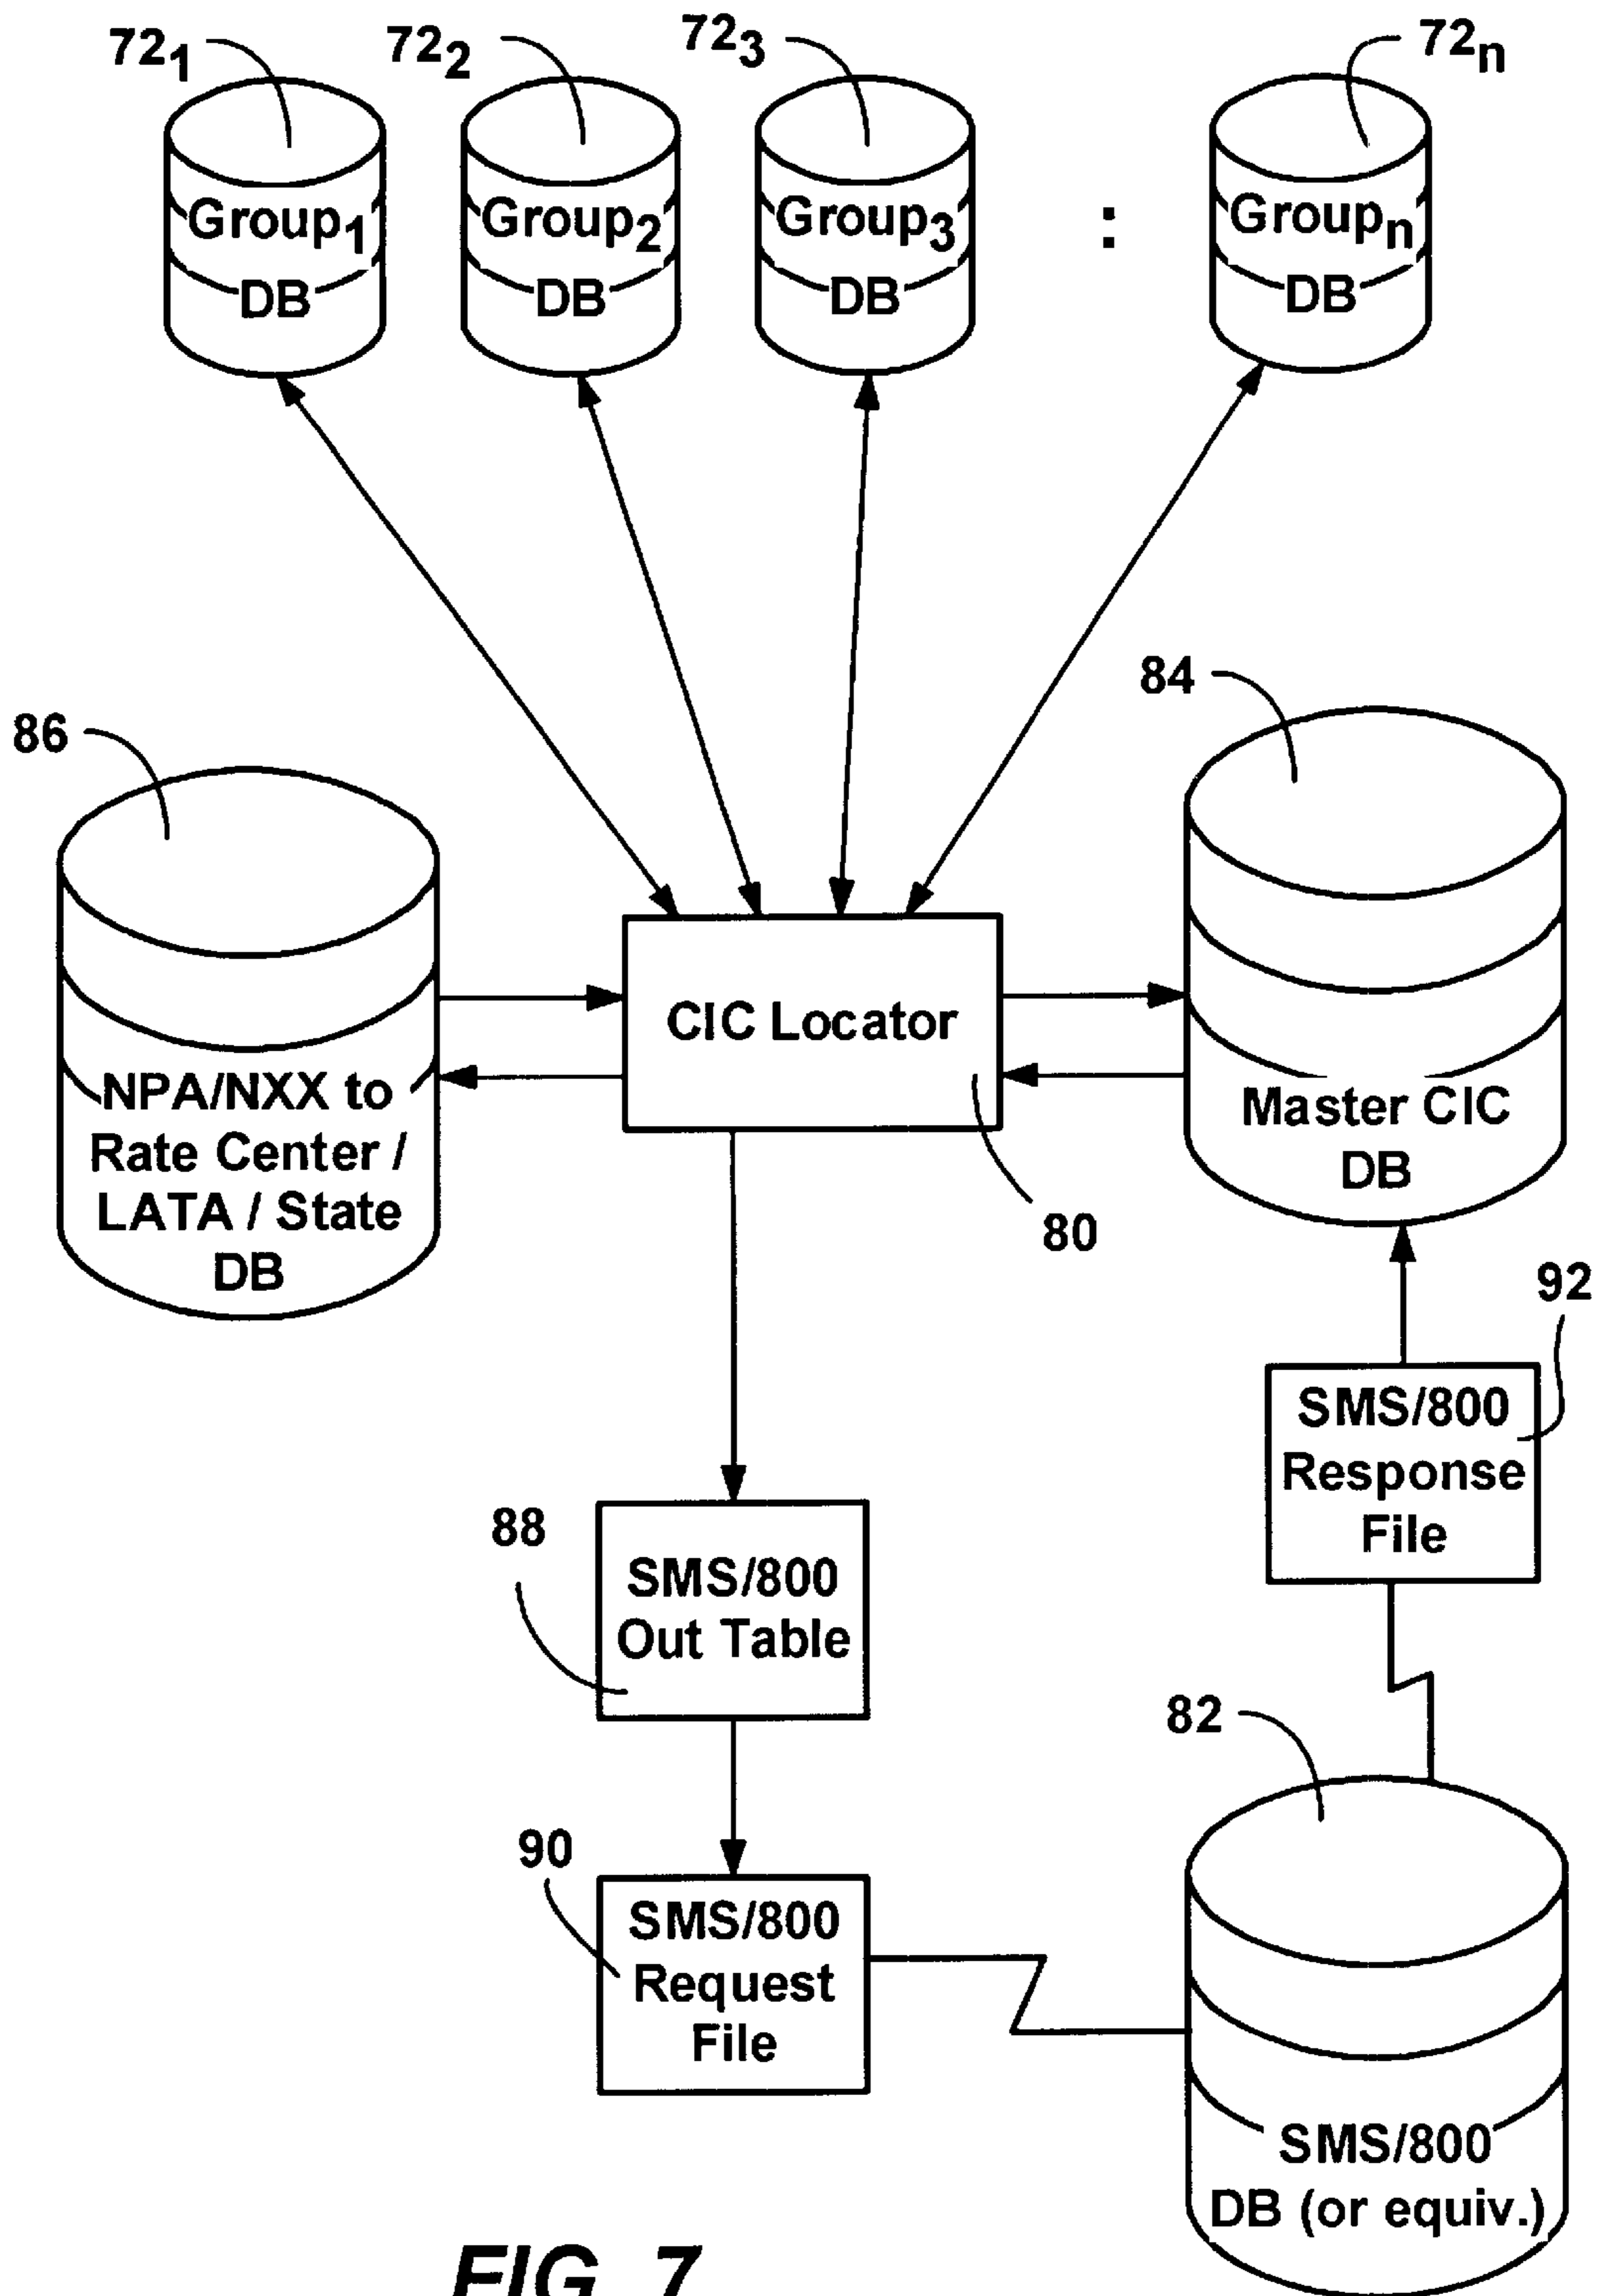 72₁
72₂
72₃
72ₙ
Group₁
DB
Group₂
DB
Group₃
DB
:
Groupₙ
DB
86
84
NPA/NXX to
Rate Center /
LATA / State
DB
CIC Locator
80
Master CIC
DB
92
SMS/800
Response
File
88
SMS/800
Out Table
90
SMS/800
Request
File
82
SMS/800
DB (or equiv.)
FIG. 7